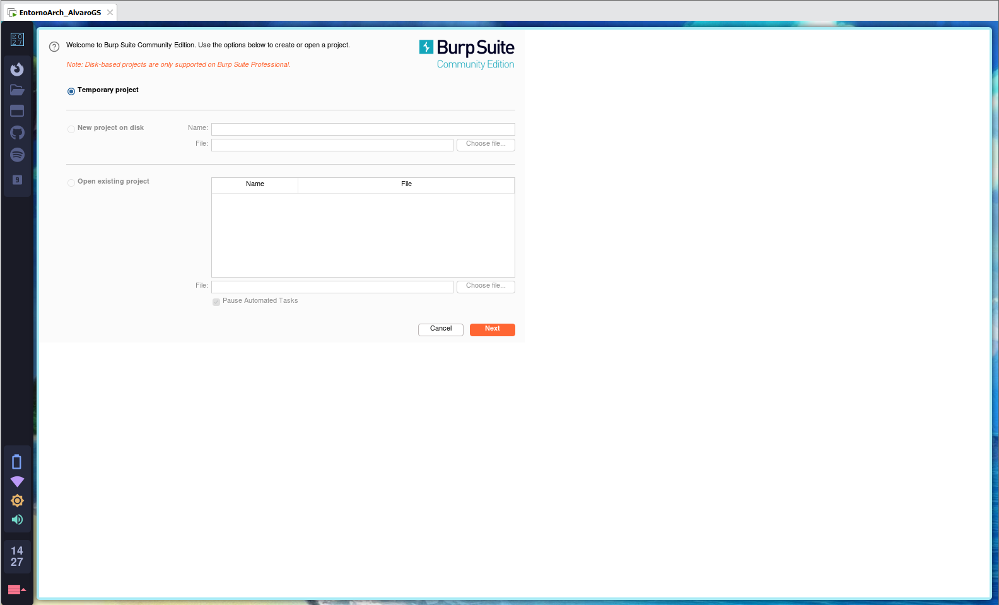 EntornoArch_AlvaroGS
Welcome to Burp Suite Community Edition. Use the options below to create or open a project.
Burp Suite
Community Edition
Note: Disk-based projects are only supported on Burp Suite Professional.
Temporary project
New project on disk
Name:
File:
Choose file...
Open existing project
Name
File
File:
Choose file...
Pause Automated Tasks
Cancel
Next
9
14
27